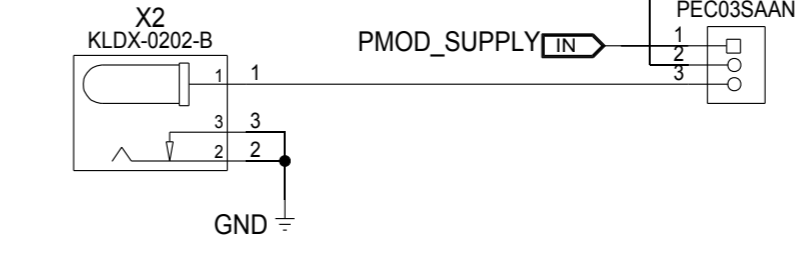 X2
KLDX-0202-B
PEC03SAAN
PMOD_SUPPLY IN
1
2
3
1 1
3 3
2 2
GND